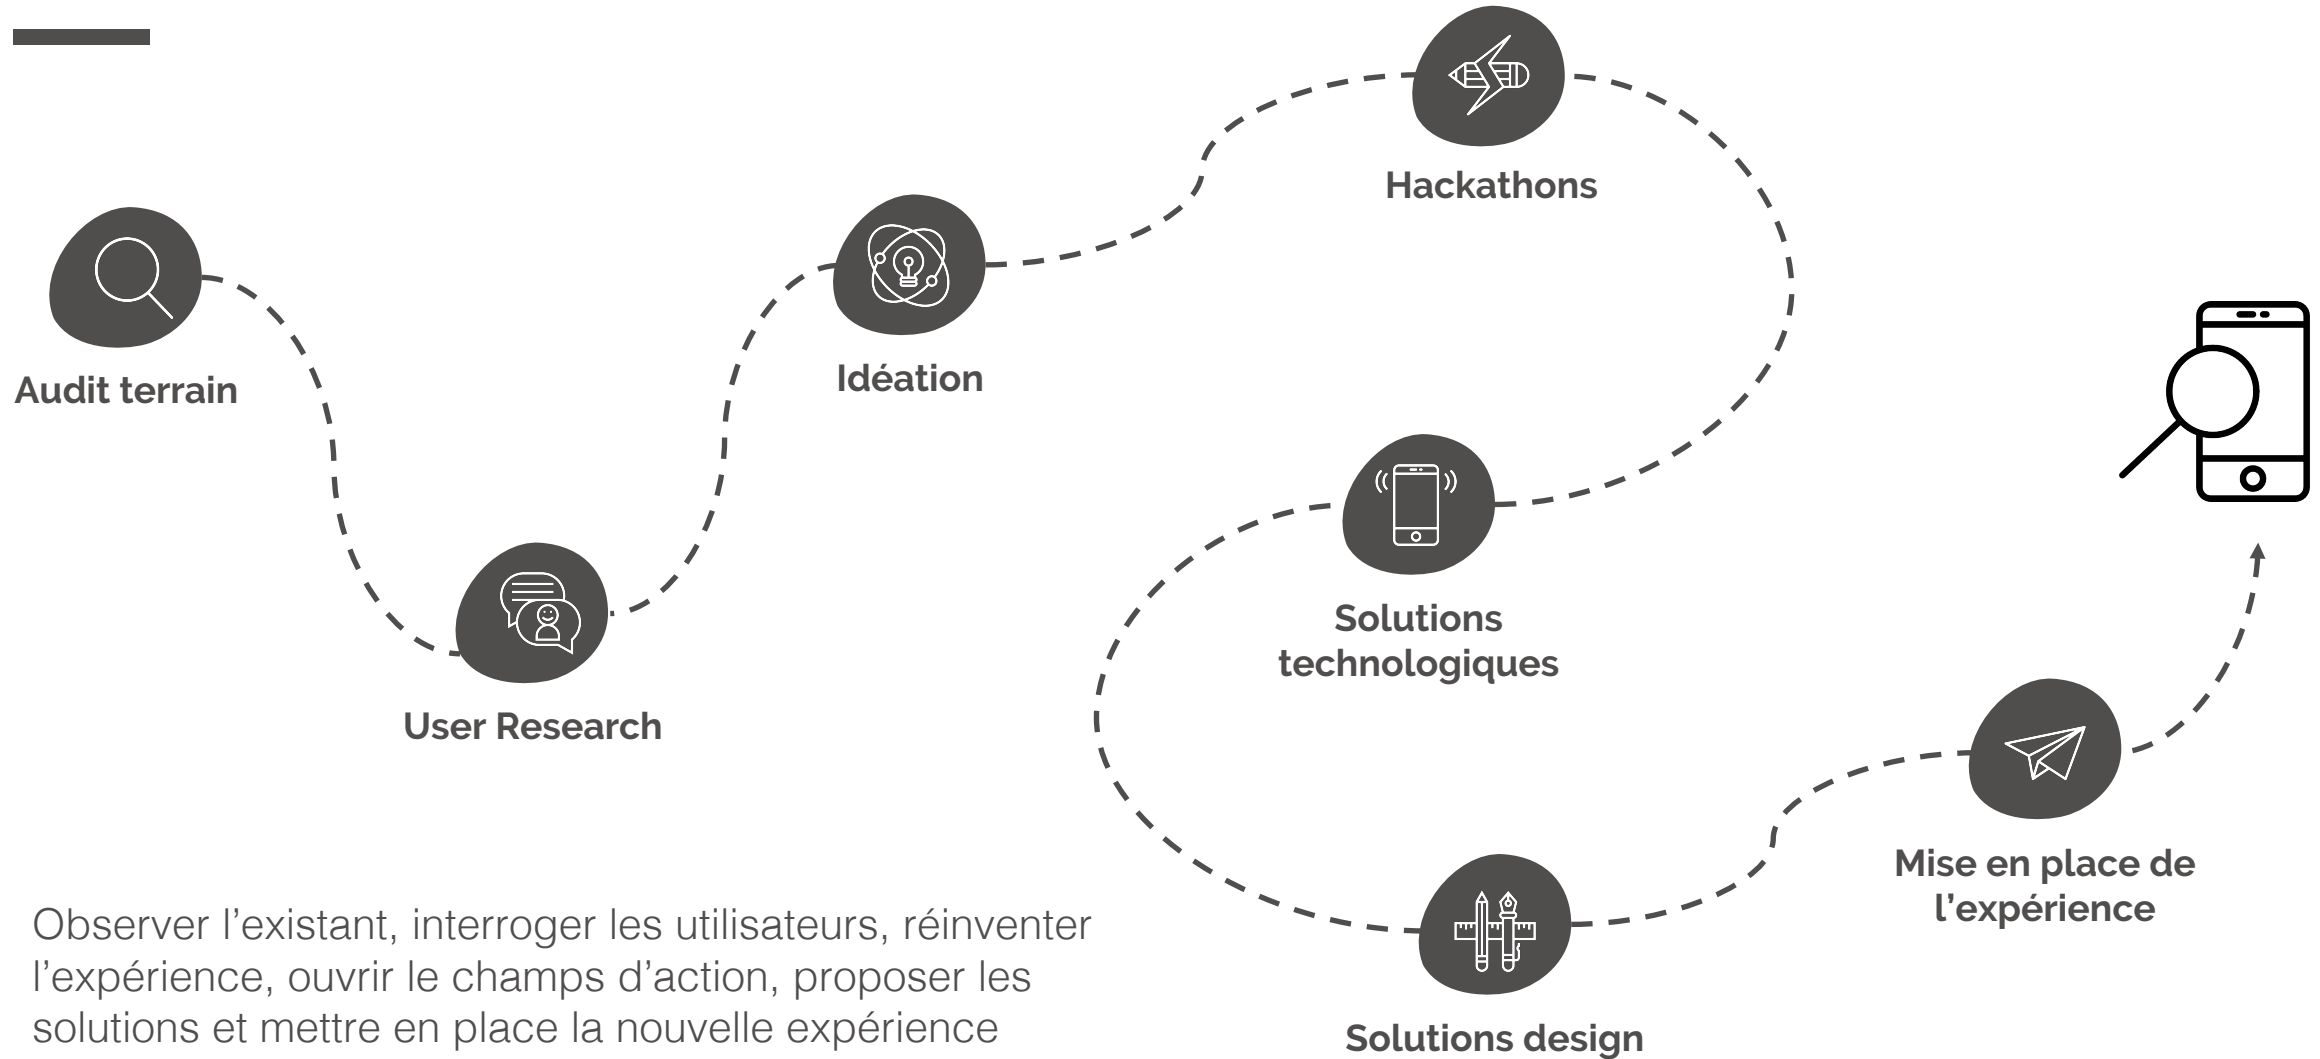 Audit terrain
User Research
Idéation
Hackathons
Solutions
technologiques
Solutions design
Mise en place de
l’expérience
Observer l’existant, interroger les utilisateurs, réinventer
l’expérience, ouvrir le champs d’action, proposer les
solutions et mettre en place la nouvelle expérience